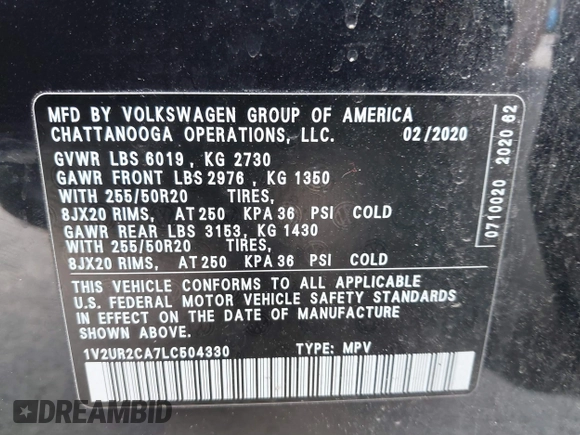 MFD BY VOLKSWAGEN GROUP OF AMERICA
CHATTANOOGA OPERATIONS, LLC. 02/2020
GVWR LBS 6019 , KG 2730
GAWR FRONT LBS 2976 , KG 1350
WITH 255/50R20 TIRES,
8JX20 RIMS, AT 250 KPA 36 PSI COLD
GAWR REAR LBS 3153, KG 1430
WITH 255/50R20 TIRES,
8JX20 RIMS, AT 250 KPA 36 PSI COLD
THIS VEHICLE CONFORMS TO ALL APPLICABLE
U.S. FEDERAL MOTOR VEHICLE SAFETY STANDARDS
IN EFFECT ON THE DATE OF MANUFACTURE
SHOWN ABOVE.
1V2UR2CA7LC504330 TYPE: MPV
0710020 2020 62
DREAMBID